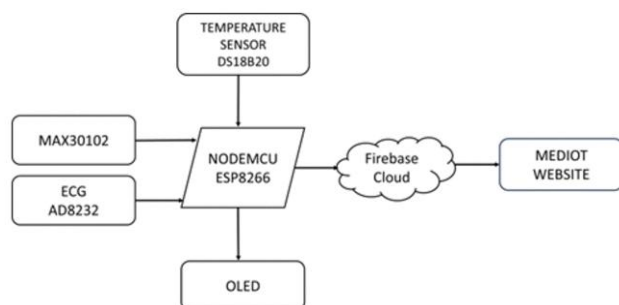 TEMPERATURE
SENSOR
DS18B20
MAX30102
ECG
AD8232
NODEMCU
ESP8266
Firebase
Cloud
MEDIOT
WEBSITE
OLED